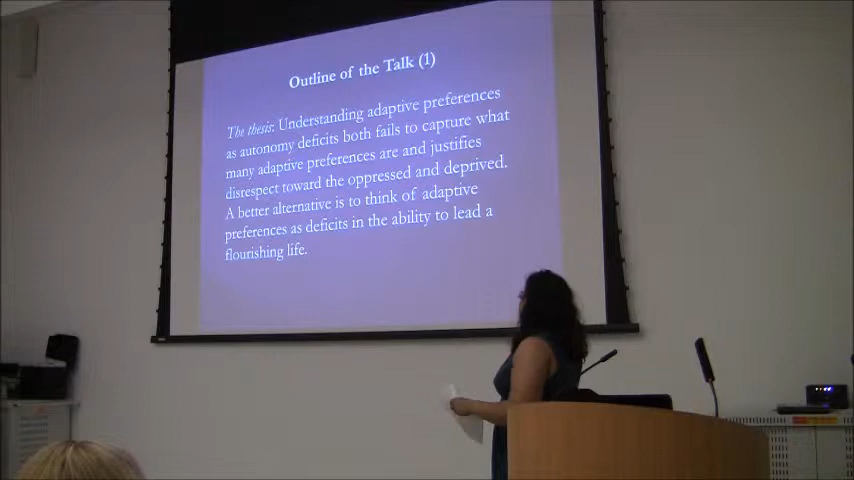 Outline of the Talk (1)
The thesis: Understanding adaptive preferences
as autonomy deficits both fails to capture what
many adaptive preferences are and justifies
disrespect toward the oppressed and deprived.
A better alternative is to think of adaptive
preferences as deficits in the ability to lead a
flourishing life.